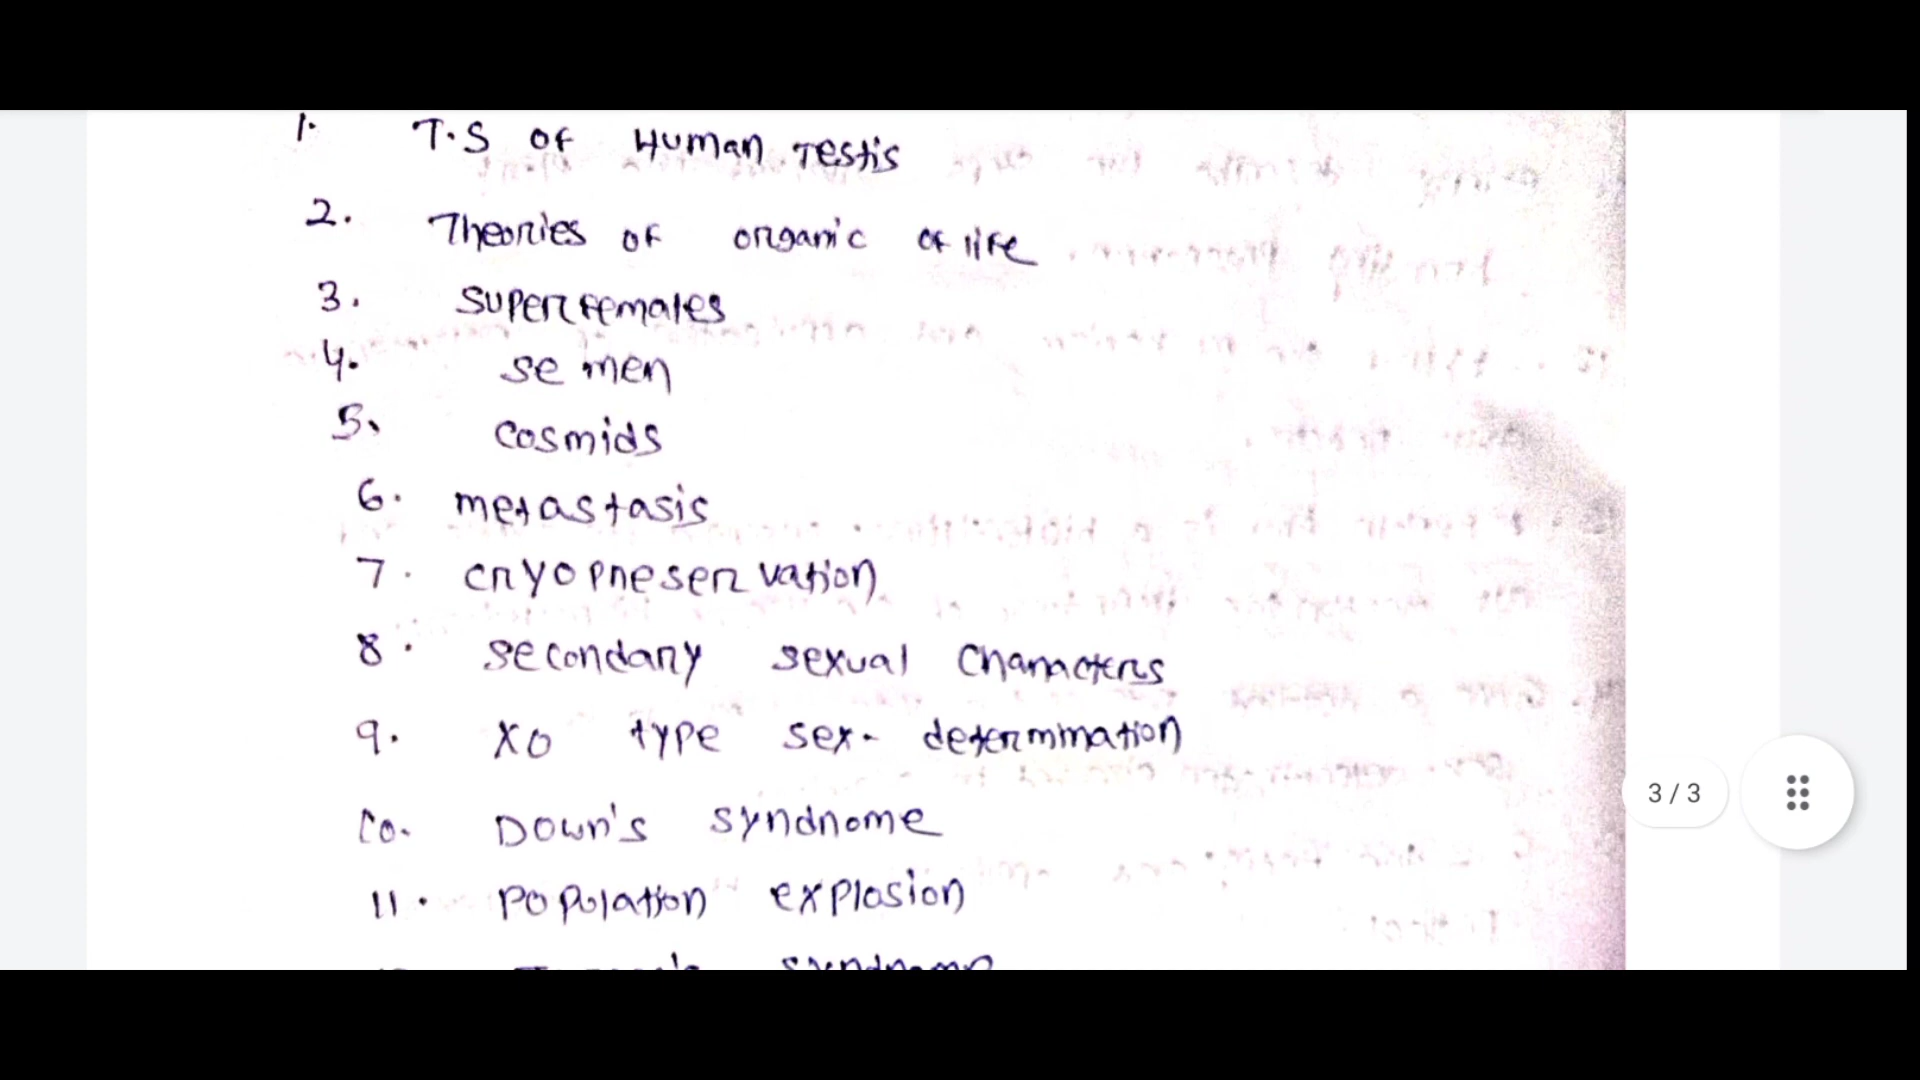 1. T.S of Human Testis
2. Theories of organic of life
3. superfemales
4. semen
5. cosmids
6. metastasis
7. cryopreservation
8. secondary sexual characters
9. XO type sex- determination
10. Down's syndrome
11. population explosion
syndrome
3 / 3